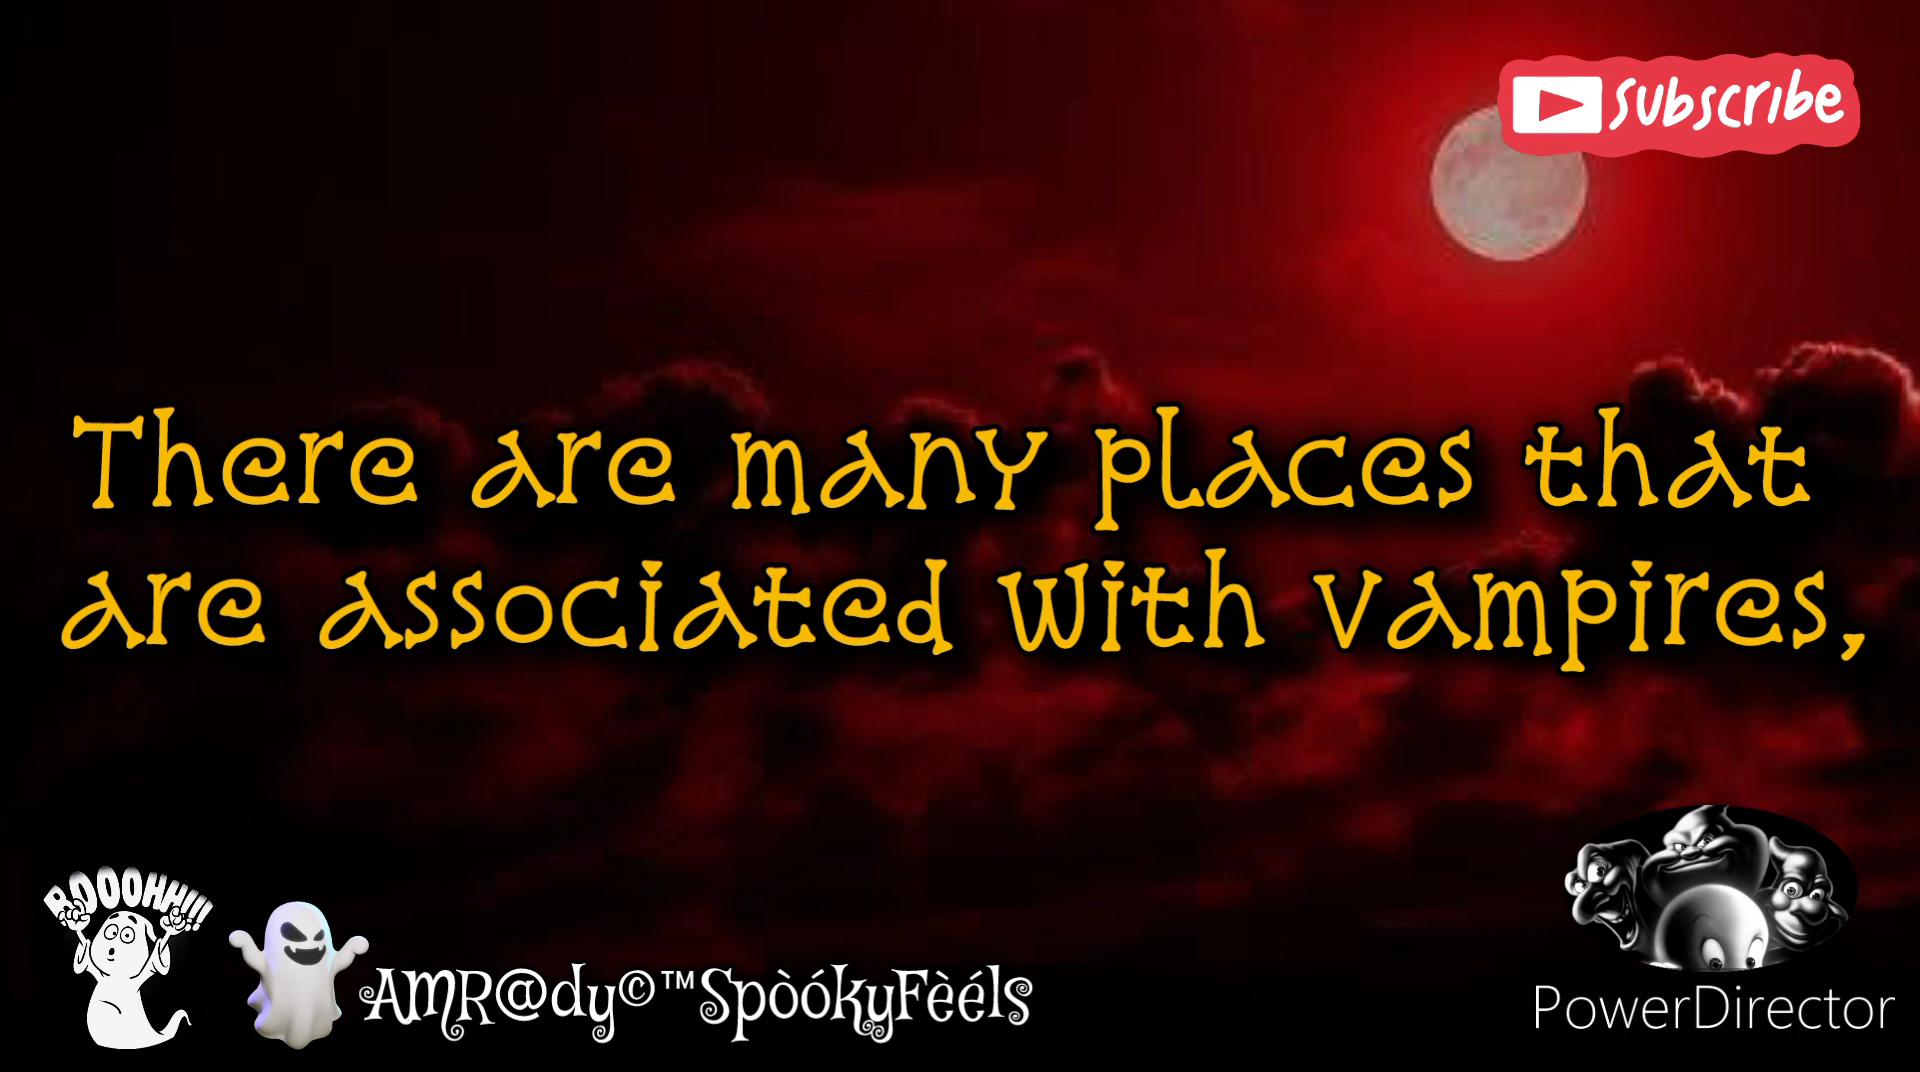 Subscribe
There are many places that
are associated with vampires,
BOOOHH!!!
AMR@dy©™SpòókyFèéls
PowerDirector